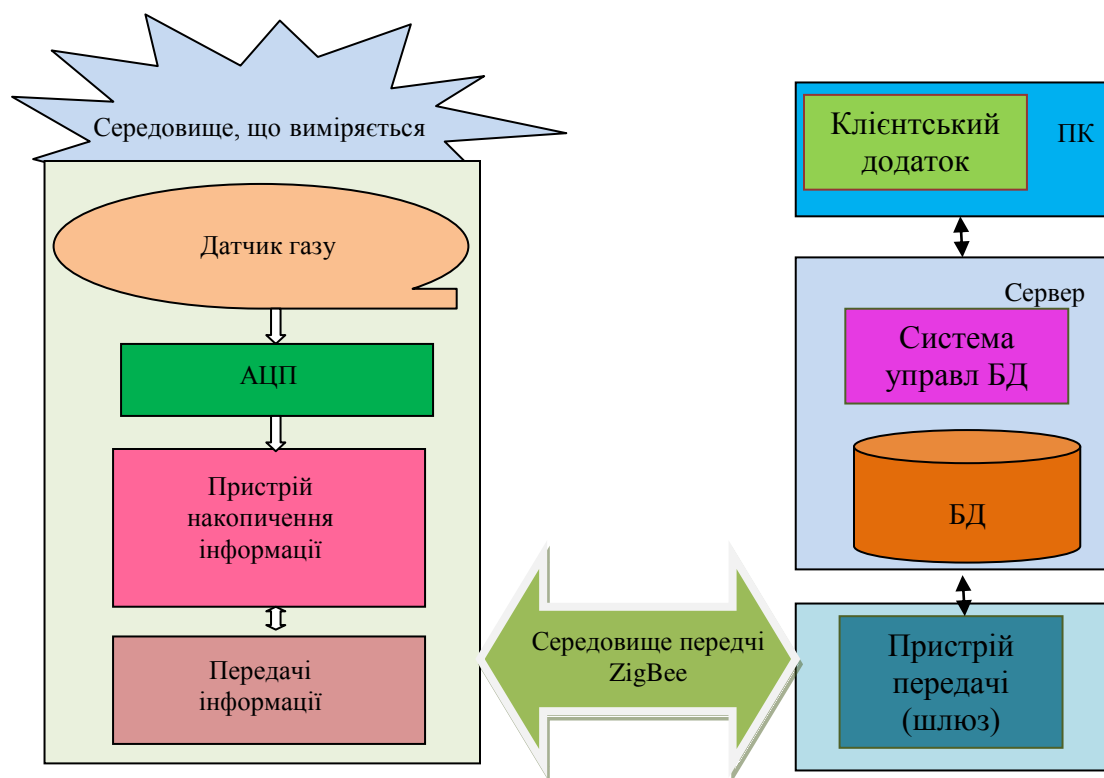 Середовище, що виміряється
Датчик газу
АЦП
Пристрій
накопичення
інформації
Передачі
інформації
Середовище передчі
ZigBee
Клієнтський
додаток
ПК
Сервер
Система
управл БД
БД
Пристрій
передачі
(шлюз)